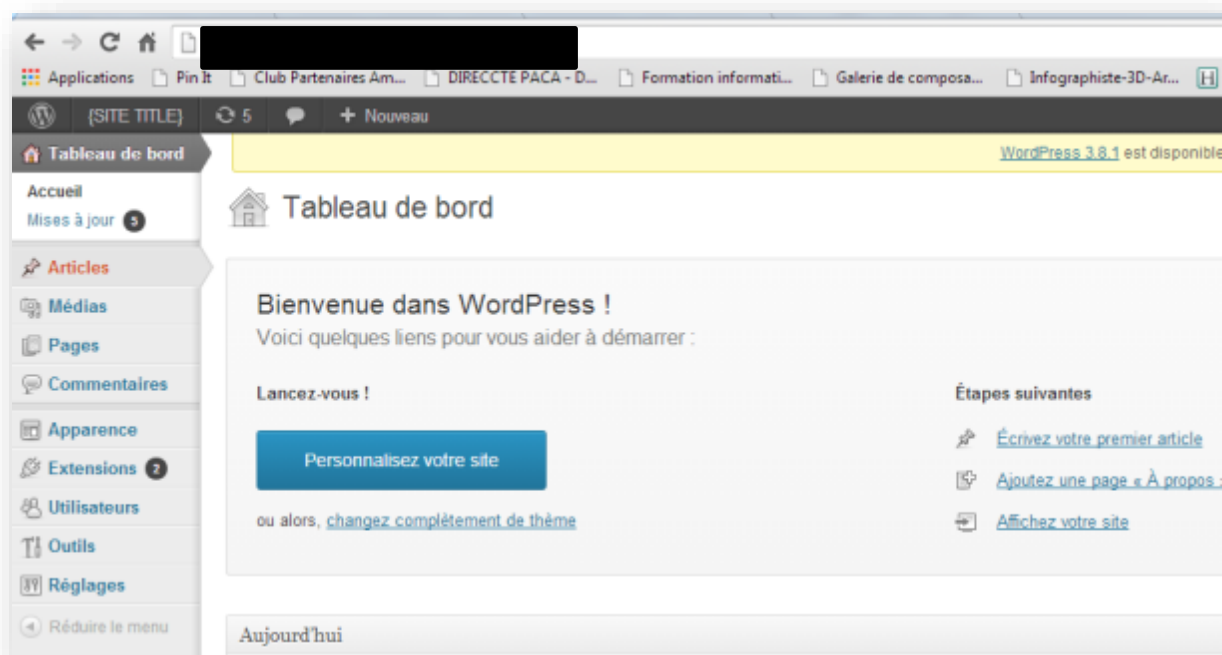 Applications Pin It Club Partenaires Am... DIRECCTE PACA - D... Formation informati... Galerie de composa... Infographiste-3D-Ar... H
{SITE TITLE} 5 + Nouveau
Tableau de bord
WordPress 3.8.1 est disponible
Accueil
Mises à jour 5
Tableau de bord
Articles
Médias
Pages
Commentaires
Apparence
Extensions 2
Utilisateurs
Outils
Réglages
Réduire le menu
Bienvenue dans WordPress !
Voici quelques liens pour vous aider à démarrer :
Lancez-vous !
Personnalisez votre site
ou alors, changez complètement de thème
Étapes suivantes
Écrivez votre premier article
Ajoutez une page « À propos
Affichez votre site
Aujourd'hui